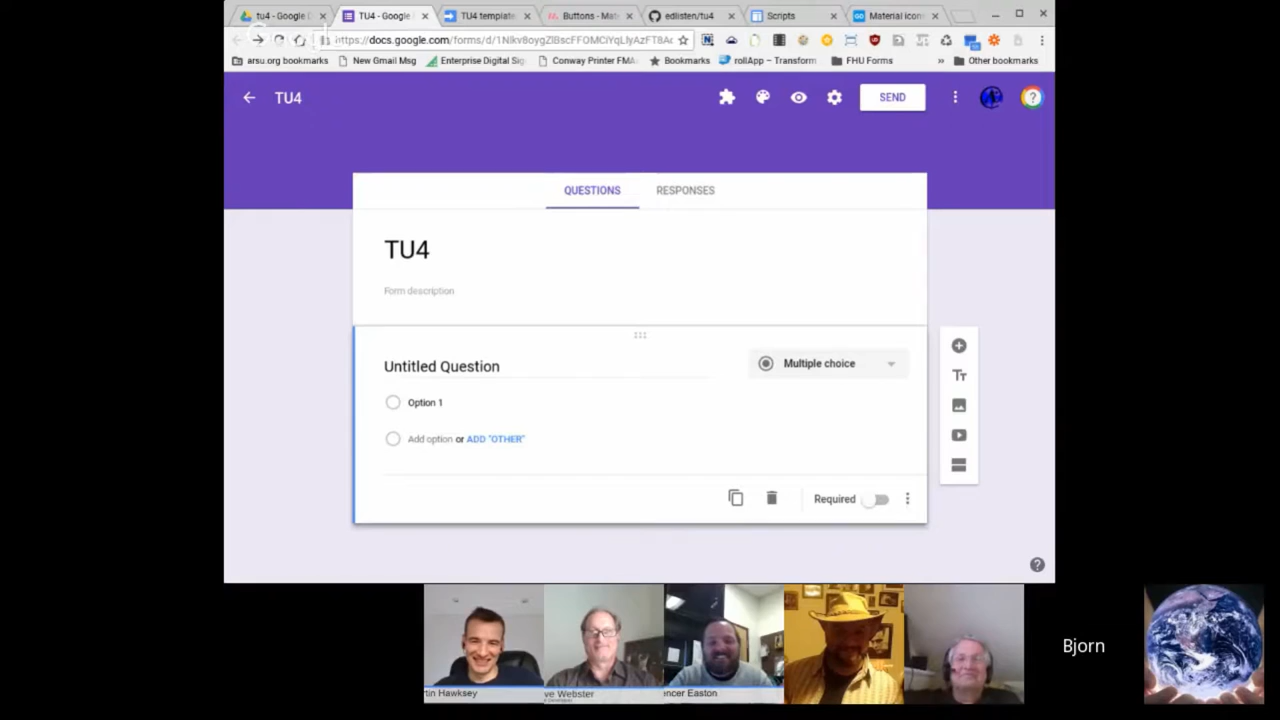 tu4 - Google D
TU4 - Google
TU4 template
Buttons - Mat
edlisten/tu4
Scripts
Material icon
docs.google.com/forms/d/
arsu.org bookmarks
New Gmail Msg
Enterprise Digital Sig
Conway Printer FMA
Bookmarks
rollApp – Transform
FHU Forms
»
Other bookmarks
TU4
SEND
QUESTIONS
RESPONSES
TU4
Form description
Untitled Question
Multiple choice
Option 1
Add option or ADD "OTHER"
Required
Bjorn
rtin Hawksey
ve Webster
encer Easton